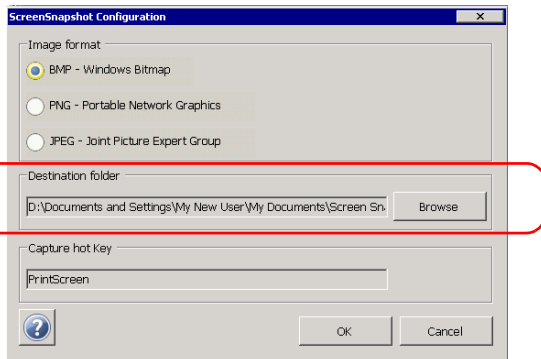 ScreenSnapshot Configuration
Image format
BMP - Windows Bitmap
PNG - Portable Network Graphics
JPEG - Joint Picture Expert Group
Destination folder
D:\Documents and Settings\My New User\My Documents\Screen Sn
Browse
Capture hot Key
PrintScreen
OK
Cancel